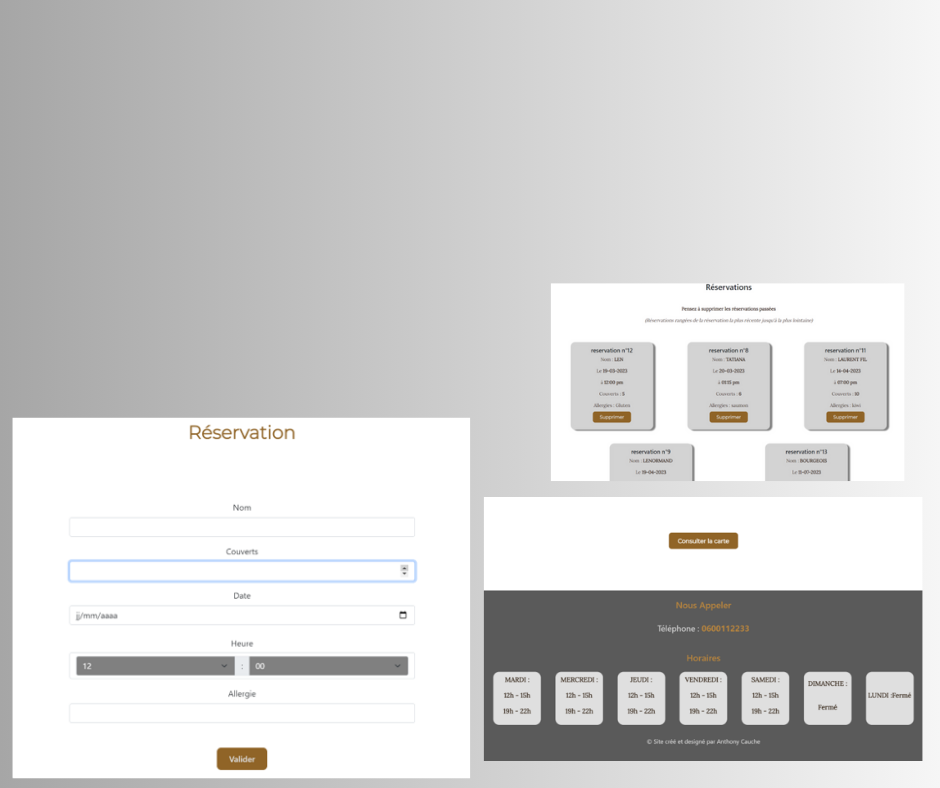 Réservations
Pensez à supprimer les réservations passées
(Réservations rangées de la réservation la plus récente jusqu'à la plus lointaine)
reservation n°12
Nom : LEN
Le 19-03-2023
à 12:00 pm
Couverts : 3
Allergies : Gluten
Supprimer
reservation n°8
Nom : TATIANA
Le 20-03-2023
Couverts : 6
Allergies :
Supprimer
reservation n°11
Nom : LAURENT FIL
Le 14-04-2023
à 07:00 pm
Couverts : 10
Allergies : kiwi
Supprimer
reservation n°9
Nom : LENORMAND
Le 19-04-2023
reservation n°13
Nom : BOURGEOIS
Le 11-07-2023
Réservation
Nom
Couverts
Date
jj/mm/aaaa
Heure
12 : 00
Allergie
Valider
Consulter la carte
Nous Appeler
Téléphone : 0600112233
Horaires
MARDI :
12h - 15h
19h - 22h
MERCREDI :
12h - 15h
19h - 22h
JEUDI :
12h - 15h
19h - 22h
VENDREDI :
12h - 15h
19h - 22h
SAMEDI :
12h - 15h
19h - 22h
DIMANCHE :
Fermé
LUNDI :Fermé
© Site créé et designé par Anthony Cauche